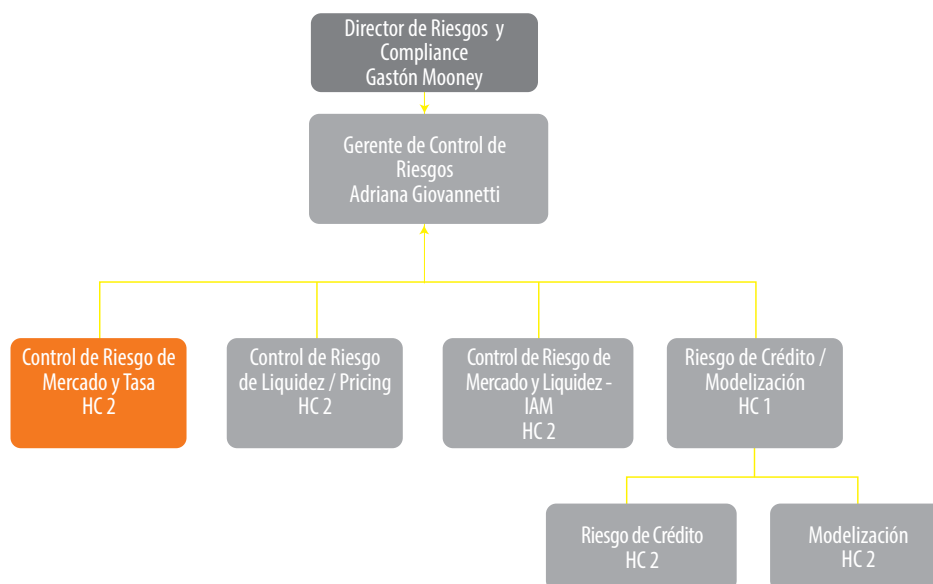 Director de Riesgos y
Compliance
Gastón Mooney
Gerente de Control de
Riesgos
Adriana Giovannetti
Control de Riesgo de
Mercado y Tasa
HC 2
Control de Riesgo
de Liquidez / Pricing
HC 2
Control de Riesgo de
Mercado y Liquidez -
IAM
HC 2
Riesgo de Crédito /
Modelización
HC 1
Riesgo de Crédito
HC 2
Modelización
HC 2